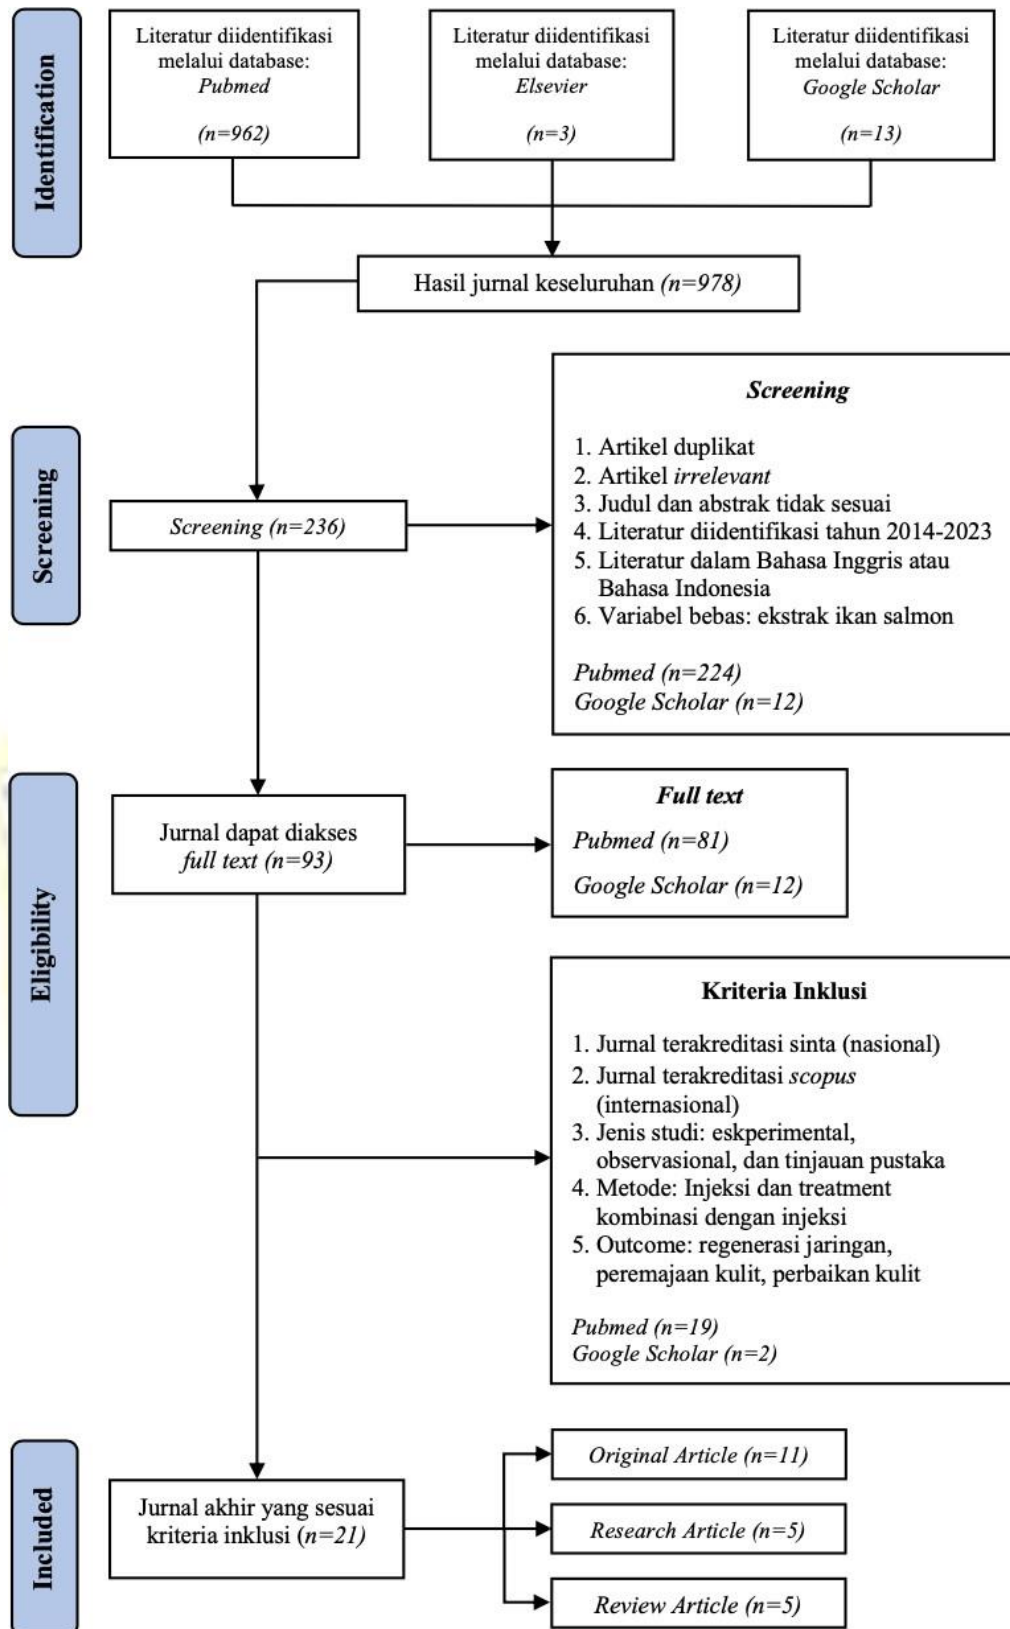 Identification
Literatur diidentifikasi
melalui database:
Pubmed
(n=962)
Literatur diidentifikasi
melalui database:
Elsevier
(n=3)
Literatur diidentifikasi
melalui database:
Google Scholar
(n=13)
Hasil jurnal keseluruhan (n=978)
Screening
Screening (n=236)
Screening
1. Artikel duplikat
2. Artikel irrelevant
3. Judul dan abstrak tidak sesuai
4. Literatur diidentifikasi tahun 2014-2023
5. Literatur dalam Bahasa Inggris atau
Bahasa Indonesia
6. Variabel bebas: ekstrak ikan salmon
Pubmed (n=224)
Google Scholar (n=12)
Eligibility
Jurnal dapat diakses
full text (n=93)
Full text
Pubmed (n=81)
Google Scholar (n=12)
Kriteria Inklusi
1. Jurnal terakreditasi sinta (nasional)
2. Jurnal terakreditasi scopus
(internasional)
3. Jenis studi: eskperimental,
observasional, dan tinjauan pustaka
4. Metode: Injeksi dan treatment
kombinasi dengan injeksi
5. Outcome: regenerasi jaringan,
peremajaan kulit, perbaikan kulit
Pubmed (n=19)
Google Scholar (n=2)
Included
Jurnal akhir yang sesuai
kriteria inklusi (n=21)
Original Article (n=11)
Research Article (n=5)
Review Article (n=5)